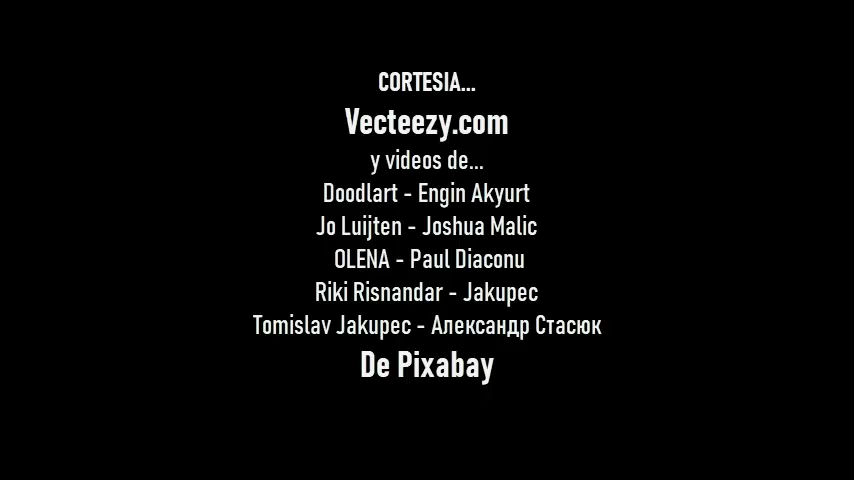 CORTESIA...
Vecteezy.com
y videos de...
Doodlart - Engin Akyurt
Jo Luijten - Joshua Malic
OLENA - Paul Diaconu
Riki Risnandar - Jakupec
Tomislav Jakupec - Александр Стасюк
De Pixabay